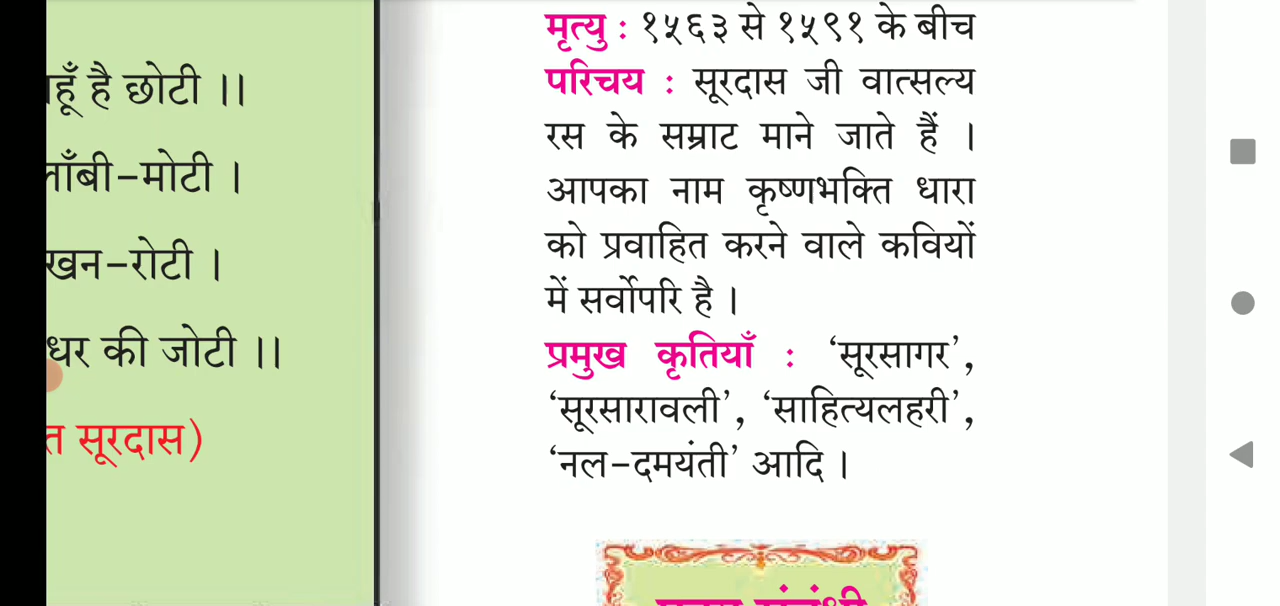 हूँ है छोटी ।।
लाँबी-मोटी ।
खन-रोटी ।
धर की जोटी ।।
त सूरदास)
मृत्यु : १५६३ से १५९१ के बीच
परिचय : सूरदास जी वात्सल्य
रस के सम्राट माने जाते हैं ।
आपका नाम कृष्णभक्ति धारा
को प्रवाहित करने वाले कवियों
में सर्वोपरि है ।
प्रमुख कृतियाँ : ‘सूरसागर’,
‘सूरसारावली’, ‘साहित्यलहरी’,
‘नल-दमयंती’ आदि ।